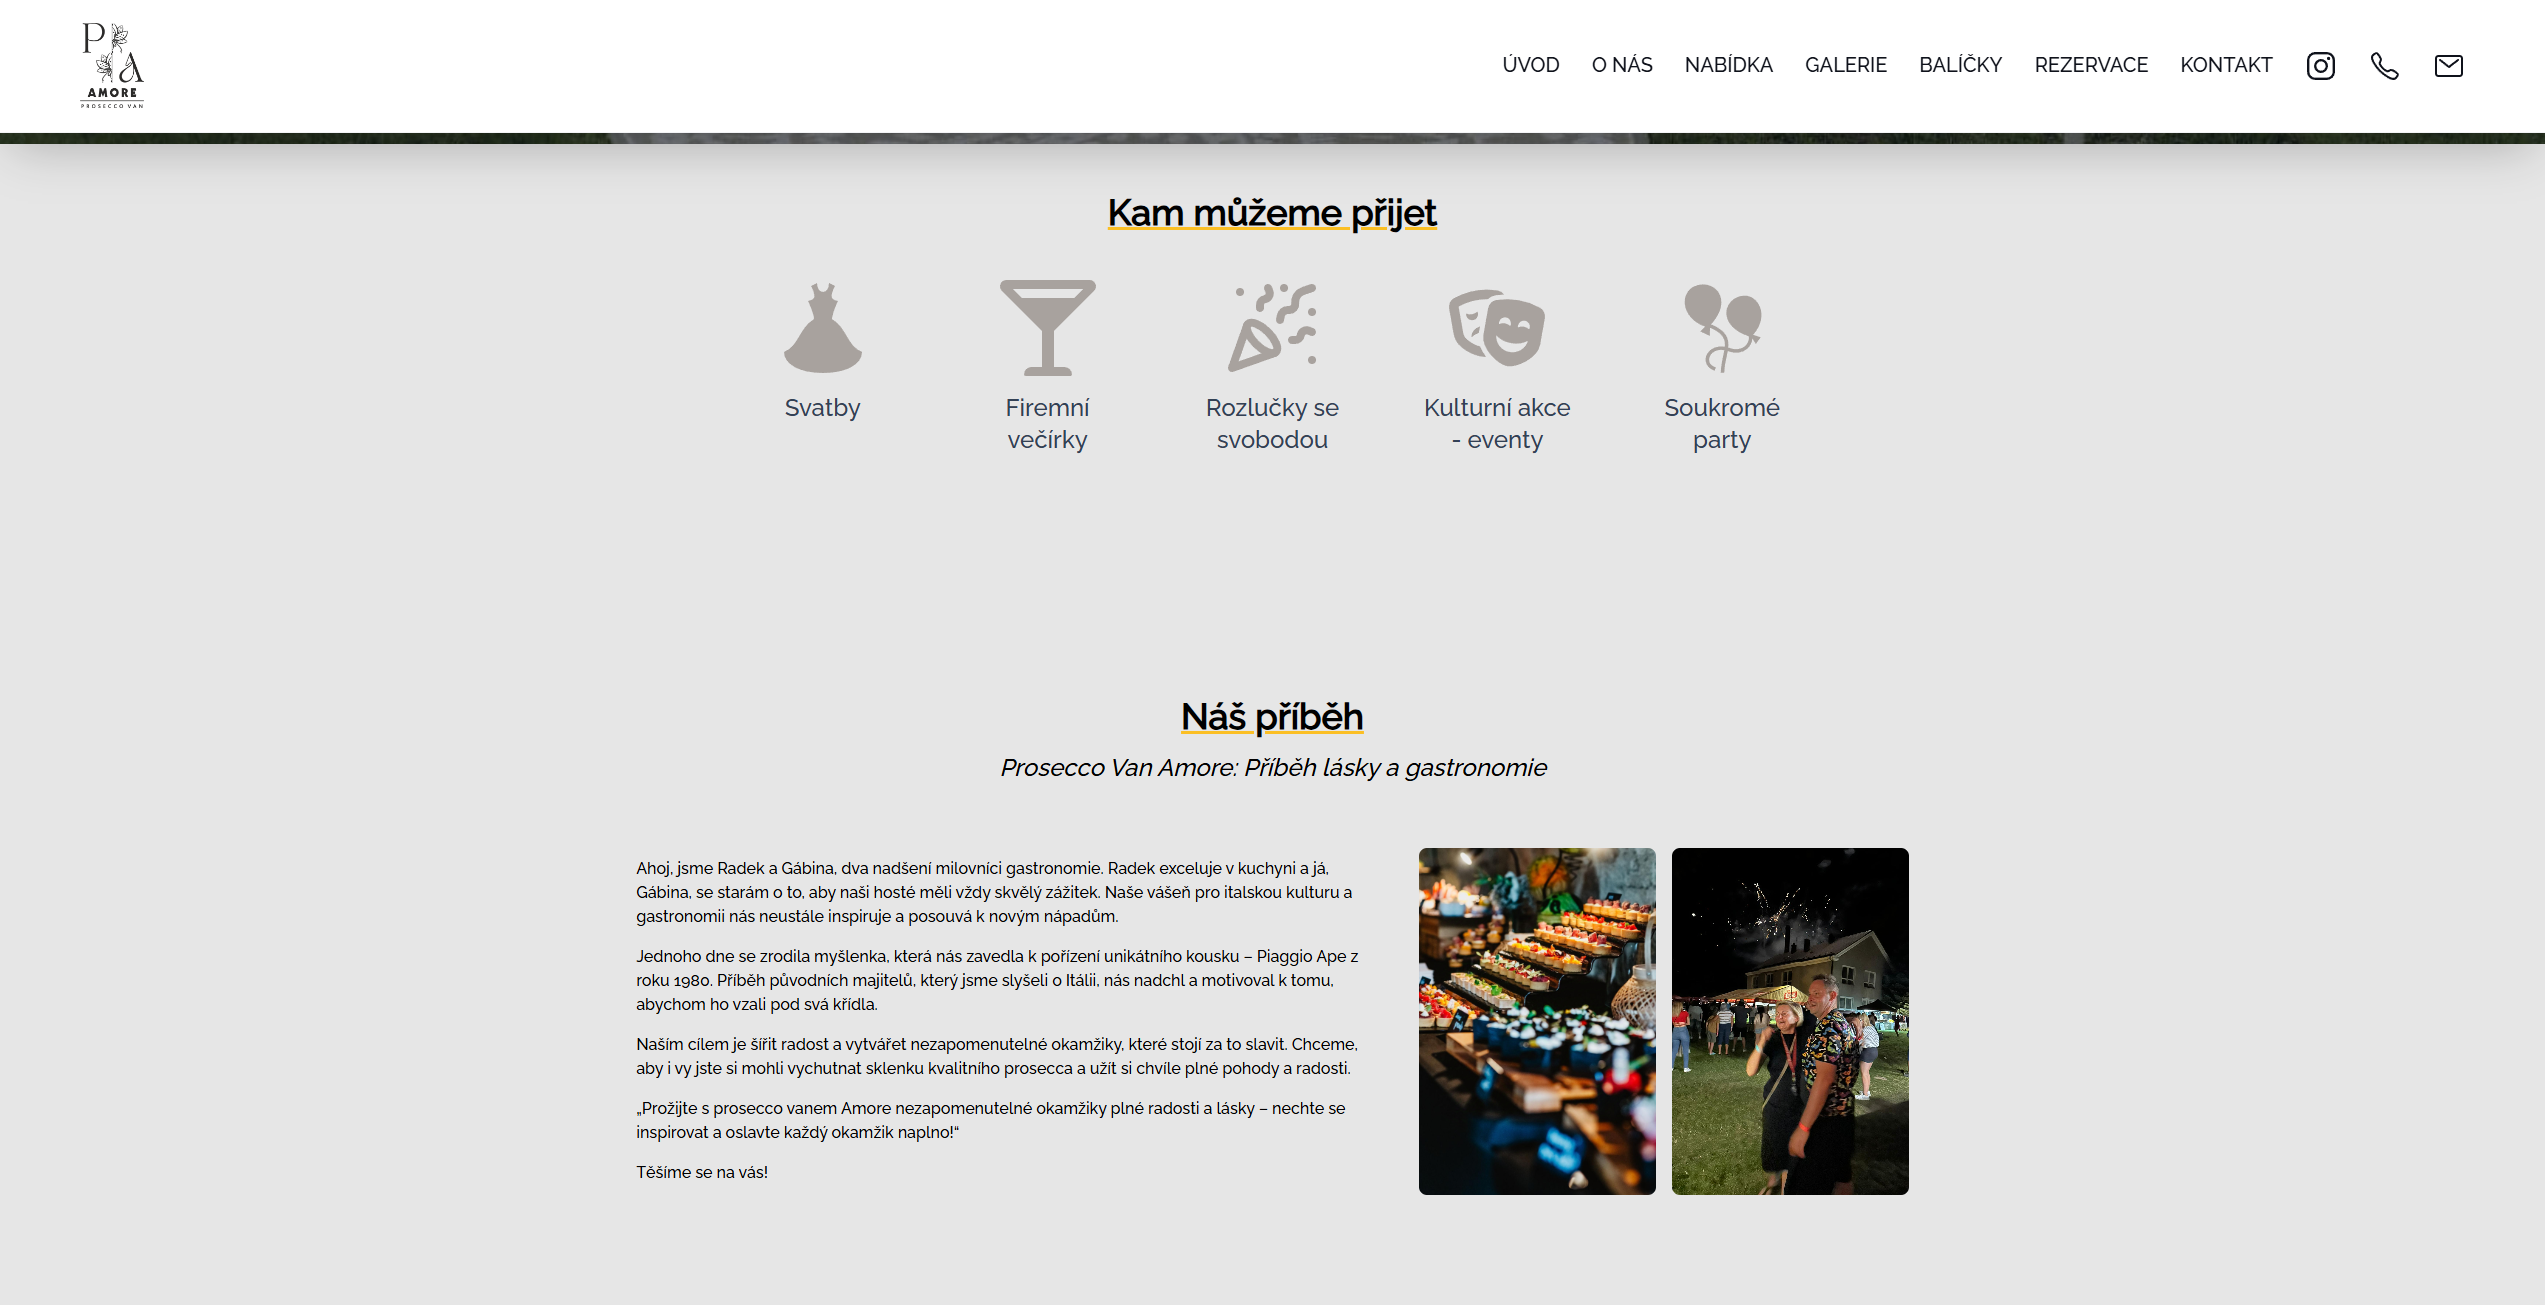 P A
AMORE
PROSECCO VAN
ÚVOD O NÁS NABÍDKA GALERIE BALÍČKY REZERVACE KONTAKT
Kam můžeme přijet
Svatby
Firemní
večírky
Rozlučky se
svobodou
Kulturní akce
- eventy
Soukromé
party
Náš příběh
Prosecco Van Amore: Příběh lásky a gastronomie
Ahoj, jsme Radek a Gábina, dva nadšení milovníci gastronomie. Radek exceluje v kuchyni a já,
Gábina, se starám o to, aby naši hosté měli vždy skvělý zážitek. Naše vášeň pro italskou kulturu a
gastronomii nás neustále inspiruje a posouvá k novým nápadům.
Jednoho dne se zrodila myšlenka, která nás zavedla k pořízení unikátního kousku – Piaggio Ape z
roku 1980. Příběh původních majitelů, který jsme slyšeli o Itálii, nás nadchl a motivoval k tomu,
abychom ho vzali pod svá křídla.
Naším cílem je šířit radost a vytvářet nezapomenutelné okamžiky, které stojí za to slavit. Chceme,
aby i vy jste si mohli vychutnat sklenku kvalitního prosecca a užít si chvíle plné pohody a radosti.
„Prožijte s prosecco vanem Amore nezapomenutelné okamžiky plné radosti a lásky – nechte se
inspirovat a oslavte každý okamžik naplno!“
Těšíme se na vás!